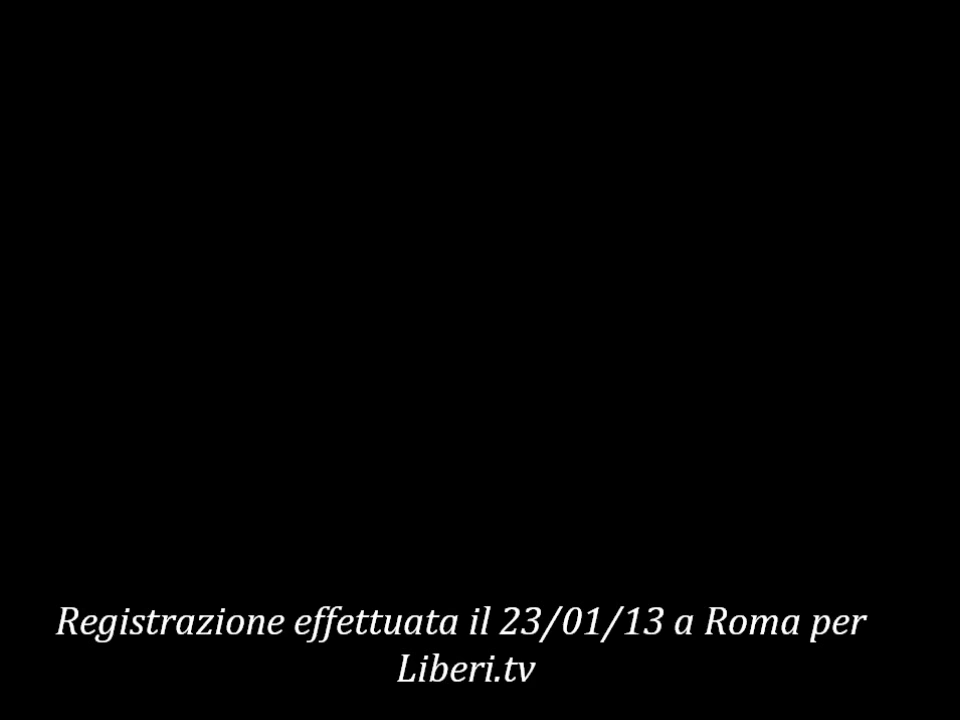 Registrazione effettuata il 23/01/13 a Roma per
Liberi.tv